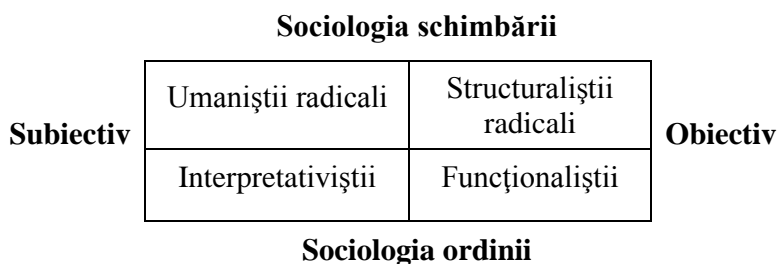 Sociologia schimbării
Umaniştii radicali
Structuraliştii
radicali
Subiectiv
Obiectiv
Interpretativiştii
Funcţionaliştii
Sociologia ordinii